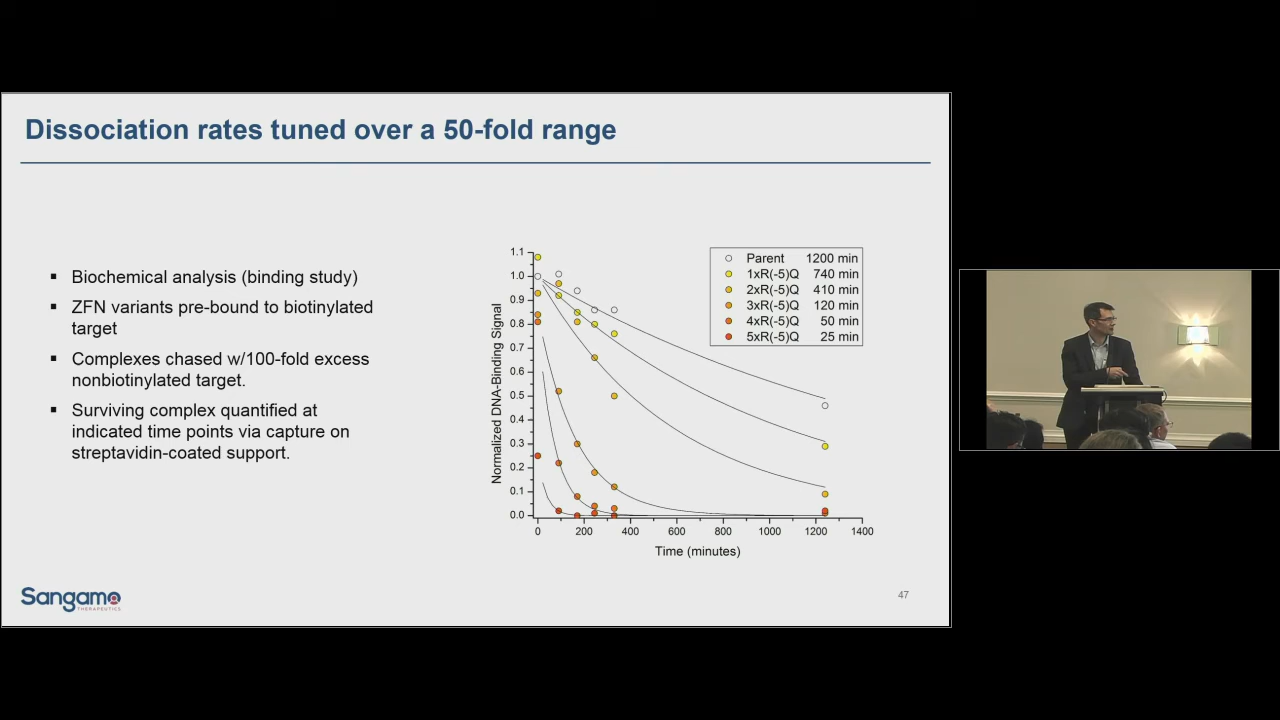 Dissociation rates tuned over a 50-fold range
Biochemical analysis (binding study)
ZFN variants pre-bound to biotinylated
target
Complexes chased w/100-fold excess
nonbiotinylated target.
Surviving complex quantified at
indicated time points via capture on
streptavidin-coated support.
Normalized DNA-Binding Signal
1.1
1.0
0.9
0.8
0.7
0.6
0.5
0.4
0.3
0.2
0.1
0.0
Parent 1200 min
1xR(-5)Q 740 min
2xR(-5)Q 410 min
3xR(-5)Q 120 min
4xR(-5)Q 50 min
5xR(-5)Q 25 min
0 200 400 600 800 1000 1200 1400
Time (minutes)
Sangamo
THERAPEUTICS
47